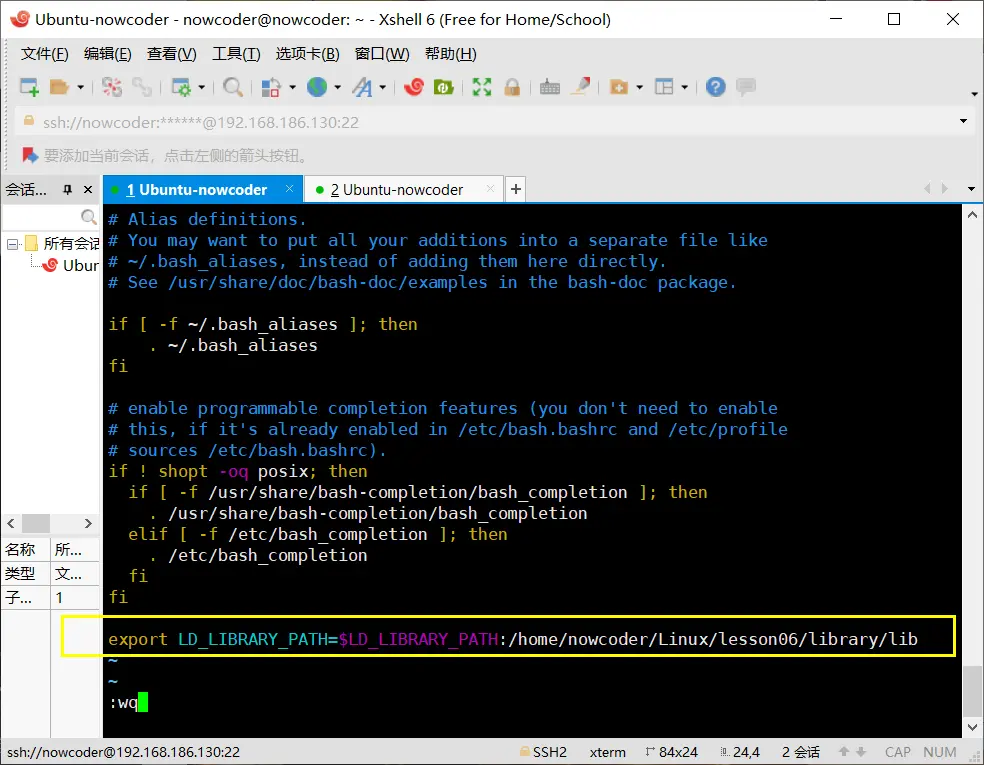 Ubuntu-nowcoder - nowcoder@nowcoder: ~ - Xshell 6 (Free for Home/School)
文件(F) 编辑(E) 查看(V) 工具(T) 选项卡(B) 窗口(W) 帮助(H)
ssh://nowcoder:******@192.168.186.130:22
要添加当前会话，点击左侧的箭头按钮。
会话... 1 Ubuntu-nowcoder 2 Ubuntu-nowcoder
所有会话
Ubun
名称 所...
类型 文...
子... 1
# Alias definitions.
# You may want to put all your additions into a separate file like
# ~/.bash_aliases, instead of adding them here directly.
# See /usr/share/doc/bash-doc/examples in the bash-doc package.
if [ -f ~/.bash_aliases ]; then
. ~/.bash_aliases
fi
# enable programmable completion features (you don't need to enable
# this, if it's already enabled in /etc/bash.bashrc and /etc/profile
# sources /etc/bash.bashrc).
if ! shopt -oq posix; then
if [ -f /usr/share/bash-completion/bash_completion ]; then
. /usr/share/bash-completion/bash_completion
elif [ -f /etc/bash_completion ]; then
. /etc/bash_completion
fi
fi
export LD_LIBRARY_PATH=$LD_LIBRARY_PATH:/home/nowcoder/Linux/lesson06/library/lib
~
~
:wq
ssh://nowcoder@192.168.186.130:22 SSH2 xterm 84x24 24,4 2 会话 CAP NUM